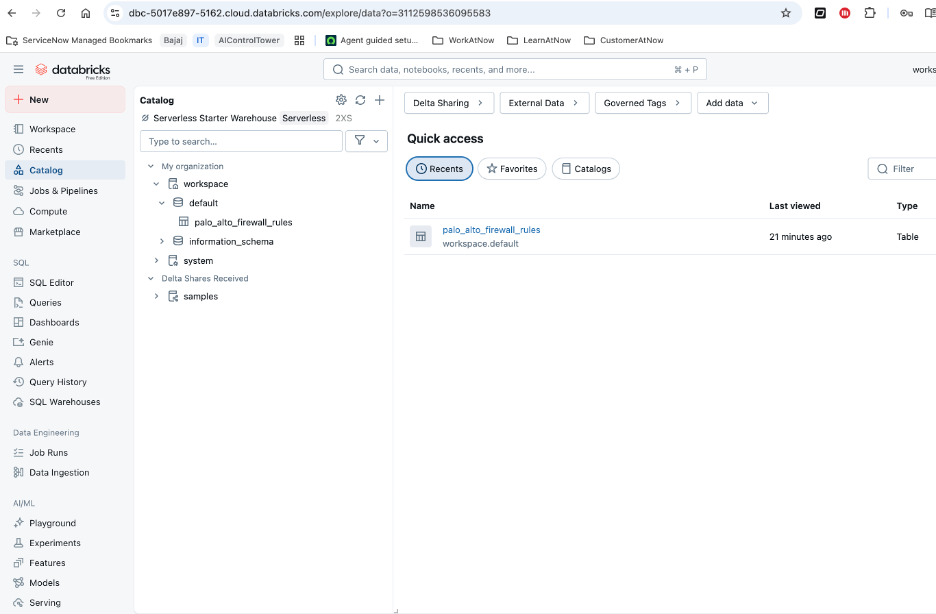 dbc-5017e897-5162.cloud.databricks.com/explore/data?o=3112598536095583
ServiceNow Managed Bookmarks Bajaj IT AIControlTower Agent guided setu... WorkAtNow LearnAtNow CustomerAtNow
databricks
Free Edition
Search data, notebooks, recents, and more...
⌘ + P
works
New
Workspace
Recents
Catalog
Jobs & Pipelines
Compute
Marketplace
SQL
SQL Editor
Queries
Dashboards
Genie
Alerts
Query History
SQL Warehouses
Data Engineering
Job Runs
Data Ingestion
AI/ML
Playground
Experiments
Features
Models
Serving
Catalog
Serverless Starter Warehouse Serverless 2XS
Type to search...
My organization
workspace
default
palo_alto_firewall_rules
information_schema
system
Delta Shares Received
samples
Delta Sharing External Data Governed Tags Add data
Quick access
Recents Favorites Catalogs Filter
Name Last viewed Type
palo_alto_firewall_rules 21 minutes ago Table
workspace.default